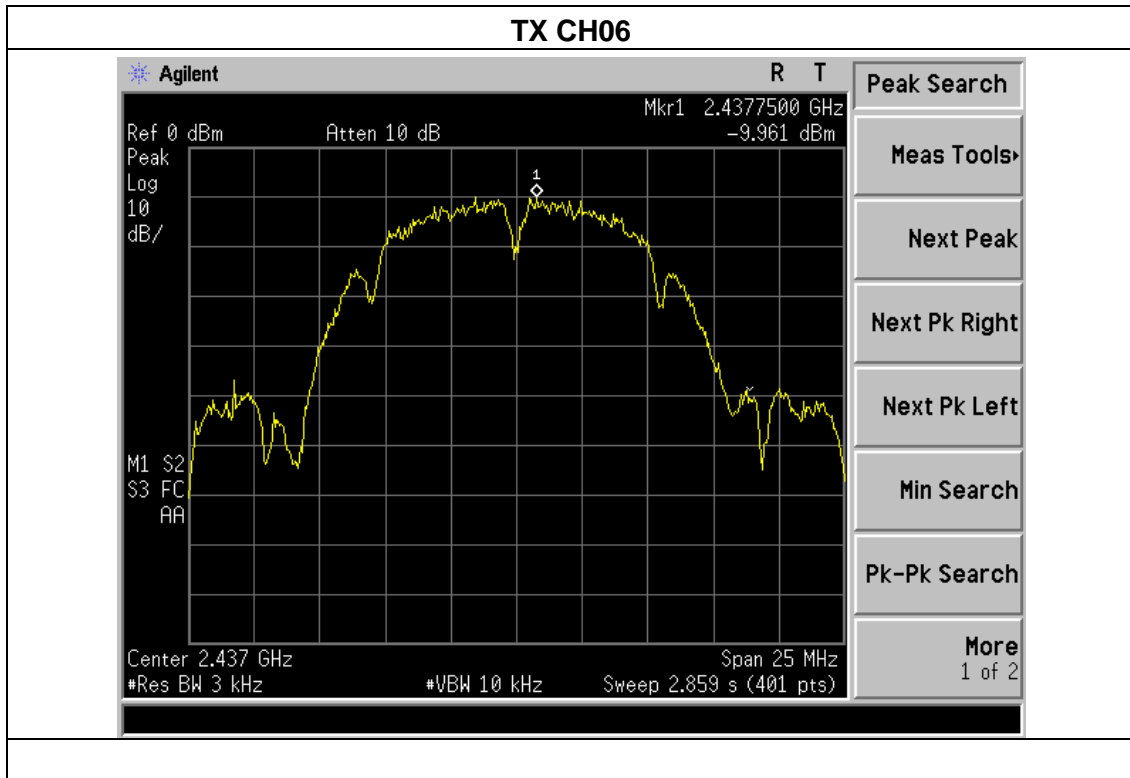 TX CH06
Agilent
R T
Mkr1 2.4377500 GHz
Ref 0 dBm Atten 10 dB -9.961 dBm
Peak
Log
10
dB/
1
M1 S2
S3 FC
AA
Center 2.437 GHz Span 25 MHz
#Res BW 3 kHz #VBW 10 kHz Sweep 2.859 s (401 pts)
Peak Search
Meas Tools
Next Peak
Next Pk Right
Next Pk Left
Min Search
Pk-Pk Search
More
1 of 2